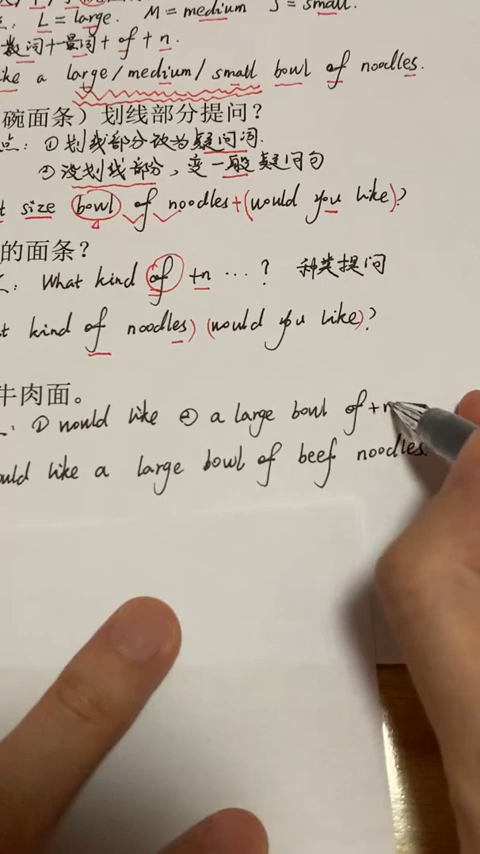 L = large. M = medium S = small.
数词+量词+ of + n.
a large/medium/small bowl of noodles.
碗面条）划线部分提问？
点: ①划线部分改为疑问词.
②没划线部分，变一般疑问句
size bowl of noodles+(would you like)?
的面条？
What kind of +n ...? 种类提问
kind of noodles) (would you like)?
牛肉面。
① would like ② a large bowl of +n
like a large bowl of beef noodles.